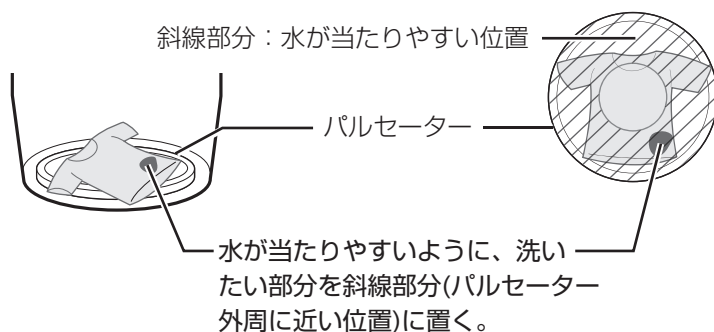 斜線部分：水が当たりやすい位置
パルセーター
水が当たりやすいように、洗い
たい部分を斜線部分(パルセーター
外周に近い位置)に置く。